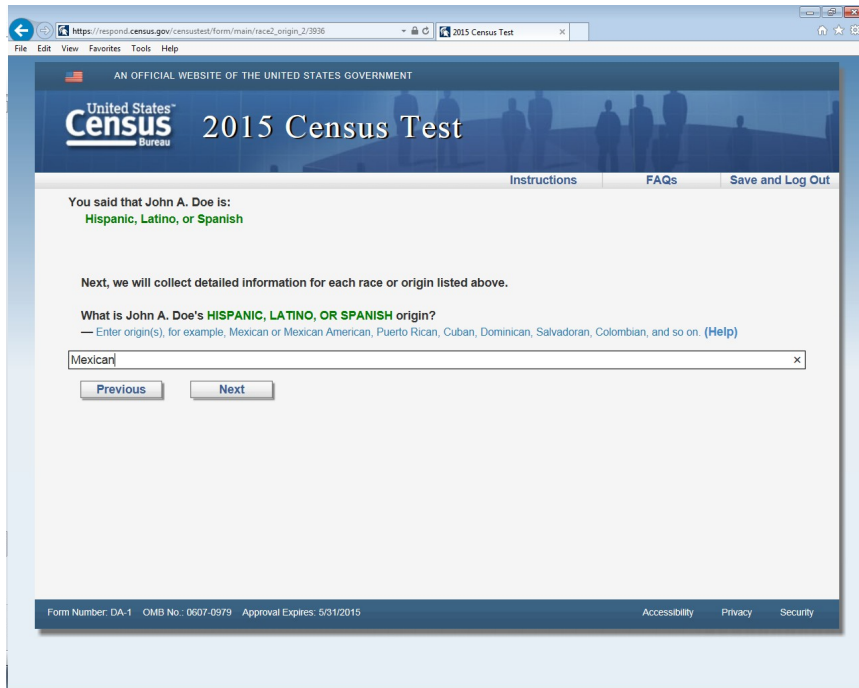 https://respond.census.gov/censustest/form/main/race2_origin_2/3936 2015 Census Test
File Edit View Favorites Tools Help
AN OFFICIAL WEBSITE OF THE UNITED STATES GOVERNMENT
United States™
Census
Bureau
2015 Census Test
Instructions FAQs Save and Log Out
You said that John A. Doe is:
Hispanic, Latino, or Spanish
Next, we will collect detailed information for each race or origin listed above.
What is John A. Doe's HISPANIC, LATINO, OR SPANISH origin?
— Enter origin(s), for example, Mexican or Mexican American, Puerto Rican, Cuban, Dominican, Salvadoran, Colombian, and so on. (Help)
Mexican
Previous Next
Form Number: DA-1 OMB No.: 0607-0979 Approval Expires: 5/31/2015 Accessibility Privacy Security